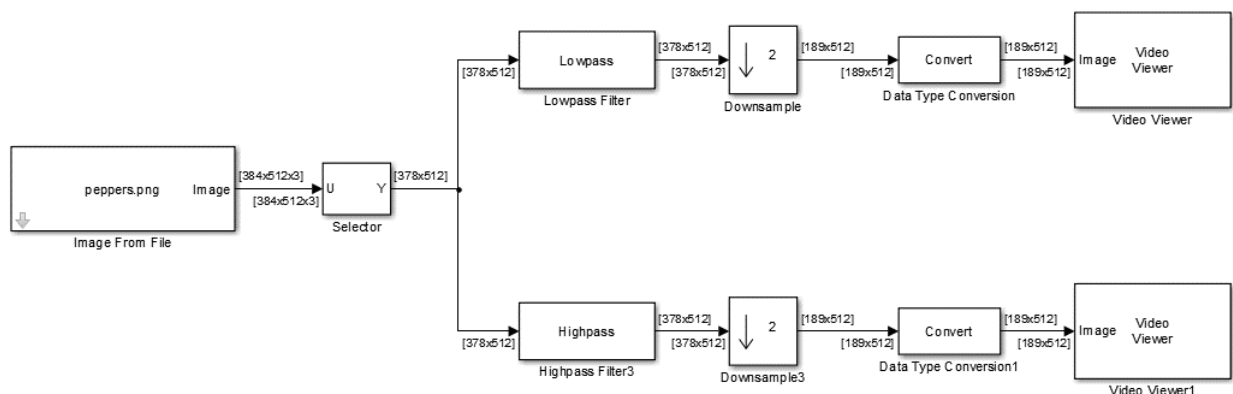 [378x512]
[378x512]
[378x512]
[189x512]
[189x512]
[189x512]
[189x512]
Lowpass
2
Convert
Image
Video
Viewer
Lowpass Filter
Downsample
Data Type Conversion
Video Viewer
peppers.png
Image
[384x512x3]
[384x512x3]
U
Y
[378x512]
Image From File
Selector
[378x512]
Highpass
[378x512]
[378x512]
2
[189x512]
[189x512]
Convert
[189x512]
[189x512]
Image
Video
Viewer
Highpass Filter3
Downsample3
Data Type Conversion1
Video Viewer1